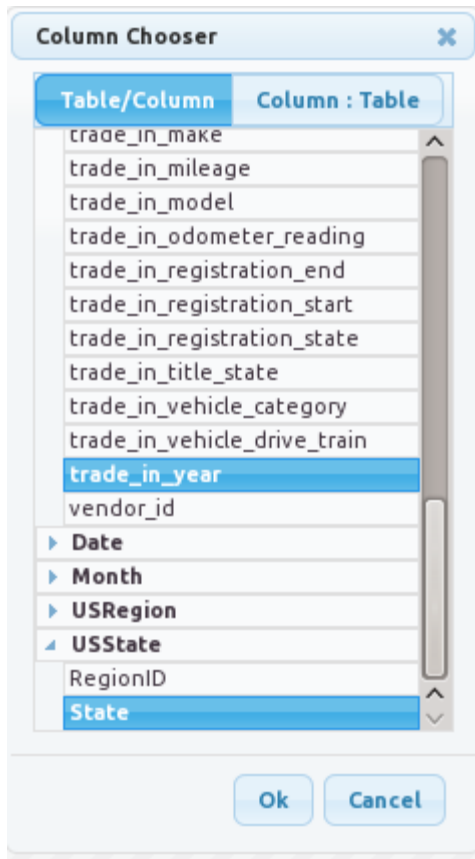 Column Chooser
Table/Column Column : Table
trade_in_make
trade_in_mileage
trade_in_model
trade_in_odometer_reading
trade_in_registration_end
trade_in_registration_start
trade_in_registration_state
trade_in_title_state
trade_in_vehicle_category
trade_in_vehicle_drive_train
trade_in_year
vendor_id
Date
Month
USRegion
USState
RegionID
State
Ok Cancel